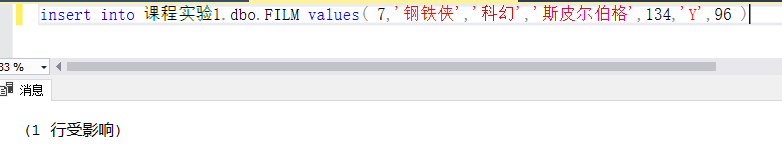 insert into 课程实验1.dbo.FILM values( 7,'钢铁侠','科幻','斯皮尔伯格',134,'Y',96 )
83 %
消息
(1 行受影响)